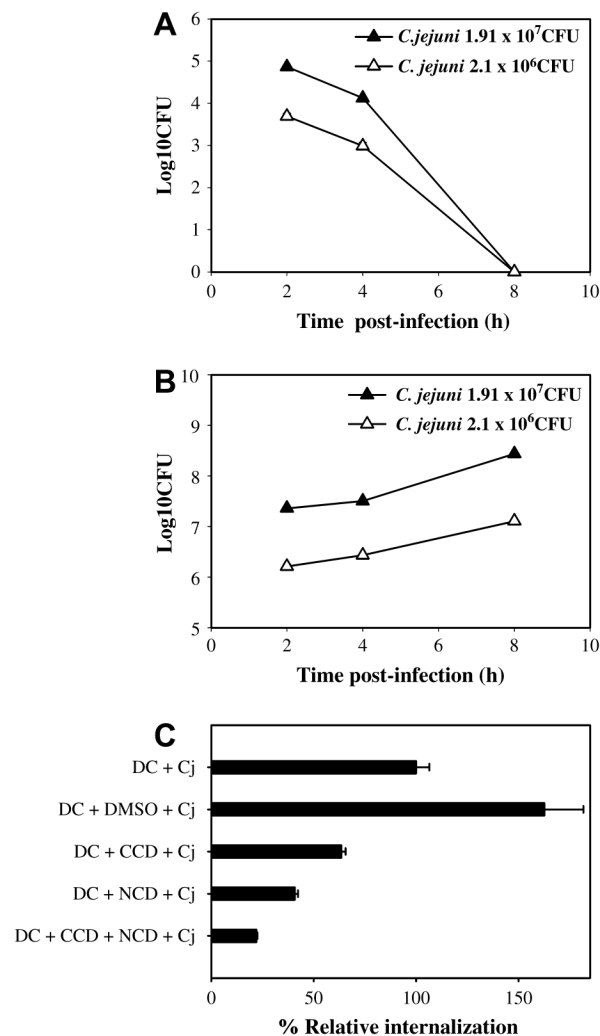 A
6
5
4
3
2
1
0
Log10CFU
C.jejuni 1.91 x 10⁷CFU
C. jejuni 2.1 x 10⁶CFU
0 2 4 6 8 10
Time post-infection (h)
B
10
9
8
7
6
5
Log10CFU
C. jejuni 1.91 x 10⁷CFU
C. jejuni 2.1 x 10⁶CFU
0 2 4 6 8 10
Time post-infection (h)
C
DC + Cj
DC + DMSO + Cj
DC + CCD + Cj
DC + NCD + Cj
DC + CCD + NCD + Cj
0 50 100 150
% Relative internalization